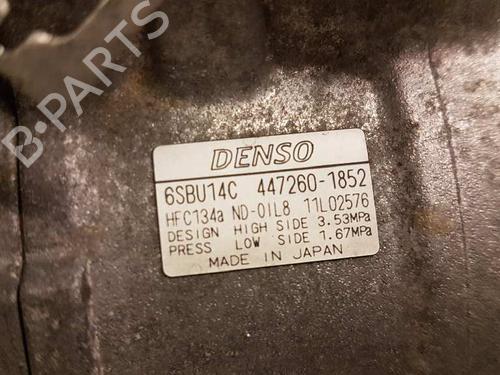 B-PARTS
DENSO
6SBU14C 447260-1852
HFC134a ND-OIL8 11L02576
DESIGN HIGH SIDE 3.53MPa
PRESS LOW SIDE 1.67MPa
MADE IN JAPAN